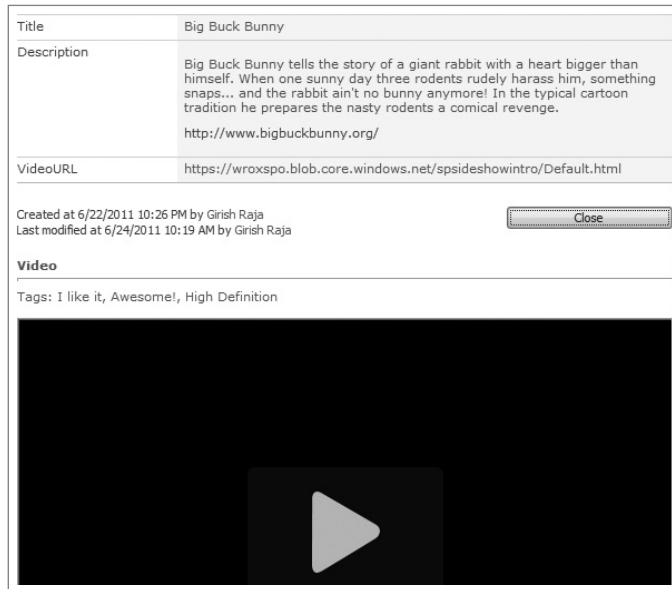 Title Big Buck Bunny
Description
Big Buck Bunny tells the story of a giant rabbit with a heart bigger than
himself. When one sunny day three rodents rudely harass him, something
snaps... and the rabbit ain't no bunny anymore! In the typical cartoon
tradition he prepares the nasty rodents a comical revenge.
http://www.bigbuckbunny.org/
VideoURL https://wroxspo.blob.core.windows.net/spsideshowintro/Default.html
Created at 6/22/2011 10:26 PM by Girish Raja
Close
Last modified at 6/24/2011 10:19 AM by Girish Raja
Video
Tags: I like it, Awesome!, High Definition